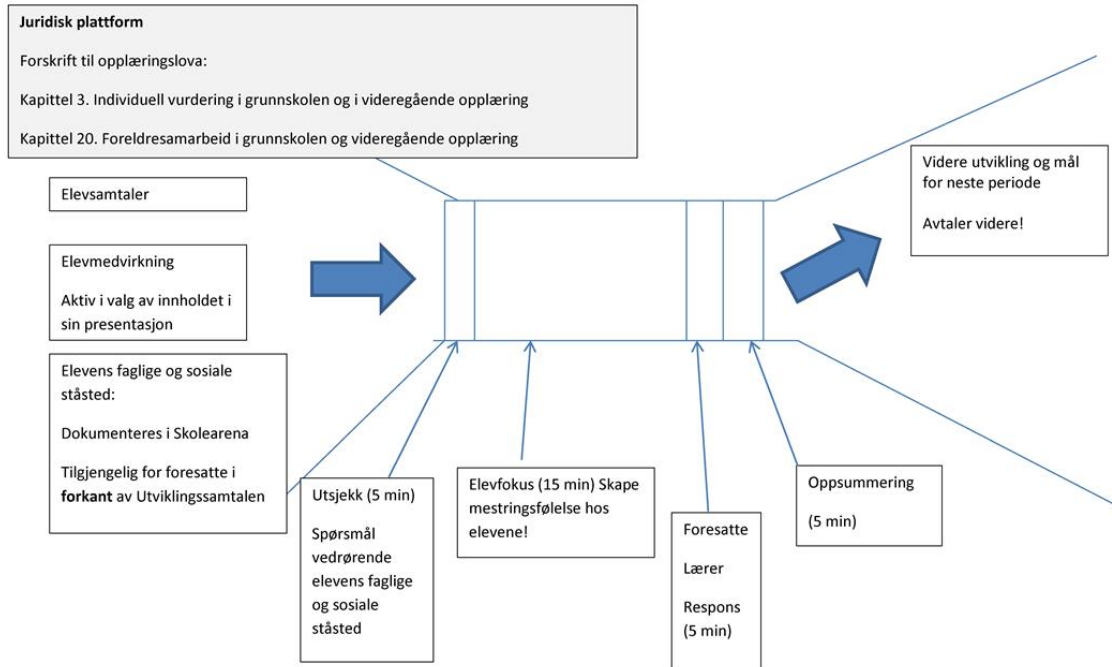 Juridisk plattform
Forskrift til opplæringslova:
Kapittel 3. Individuell vurdering i grunnskolen og i videregående opplæring
Kapittel 20. Foreldresamarbeid i grunnskolen og videregående opplæring
Elevsamtaler
Elevmedvirkning
Aktiv i valg av innholdet i
sin presentasjon
Elevens faglige og sosiale
ståsted:
Dokumenteres i Skolearena
Tilgjengelig for foresatte i
forkant av Utviklingssamtalen
Utsjekk (5 min)
Spørsmål
vedrørende
elevens faglige
og sosiale
ståsted
Elevfokus (15 min) Skape
mestringsfølelse hos
elevene!
Foresatte
Lærer
Respons
(5 min)
Oppsummering
(5 min)
Videre utvikling og mål
for neste periode
Avtaler videre!